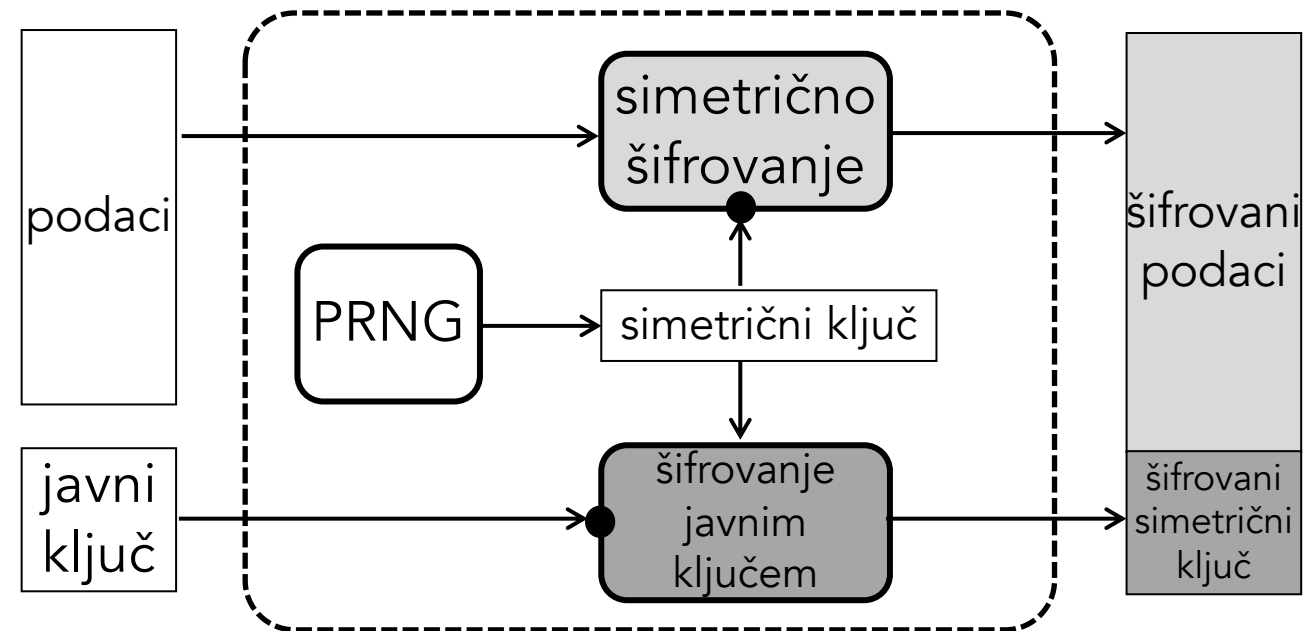 podaci
javni
ključ
PRNG
simetrično
šifrovanje
simetrični ključ
šifrovanje
javnim
ključem
šifrovani
podaci
šifrovani
simetrični
ključ